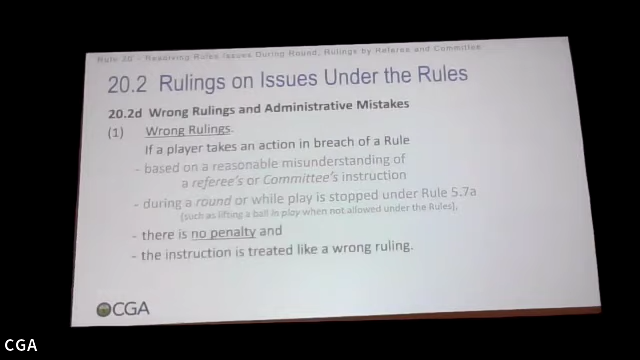 Rule 20 – Resolving Rules Issues During Round, Rulings by Referee and Committee
20.2 Rulings on Issues Under the Rules
20.2d Wrong Rulings and Administrative Mistakes
(1) Wrong Rulings.
If a player takes an action in breach of a Rule
- based on a reasonable misunderstanding of
a referee's or Committee's instruction
- during a round or while play is stopped under Rule 5.7a
(such as lifting a ball in play when not allowed under the Rules),
- there is no penalty and
- the instruction is treated like a wrong ruling.
CGA
CGA